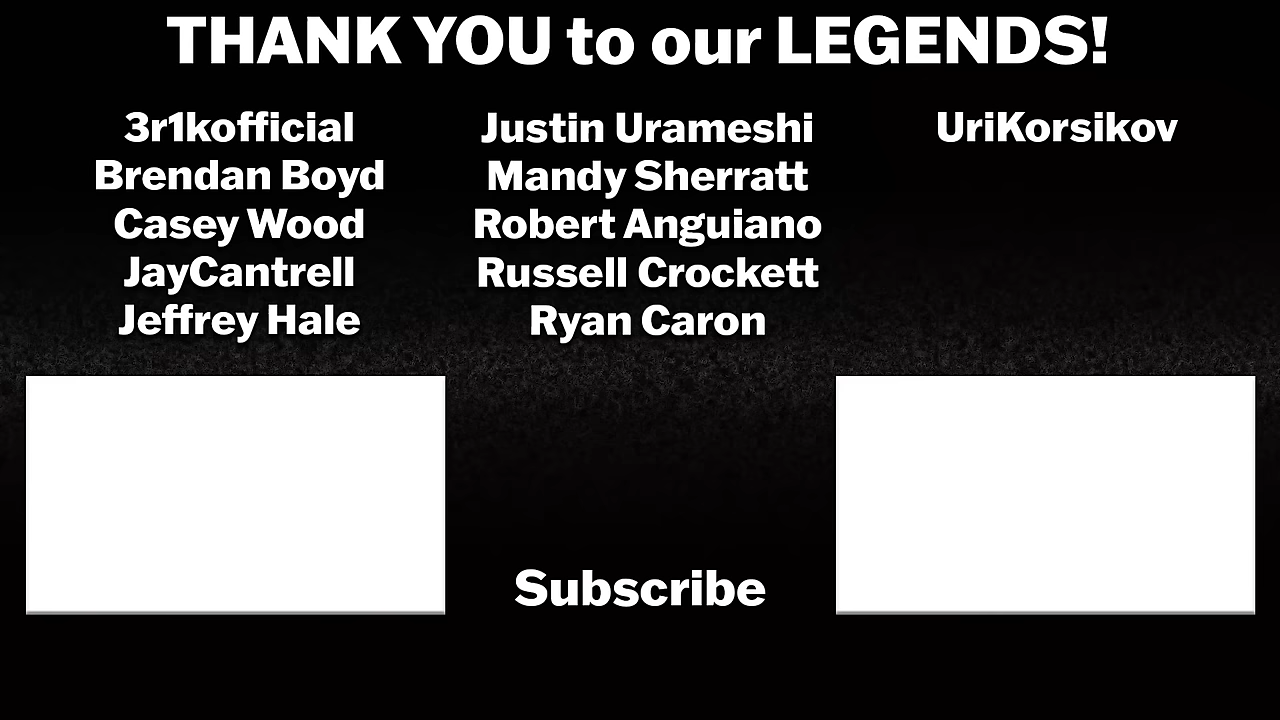 THANK YOU to our LEGENDS!
3r1kofficial
Brendan Boyd
Casey Wood
JayCantrell
Jeffrey Hale
Justin Urameshi
Mandy Sherratt
Robert Anguiano
Russell Crockett
Ryan Caron
UriKorsikov
Subscribe